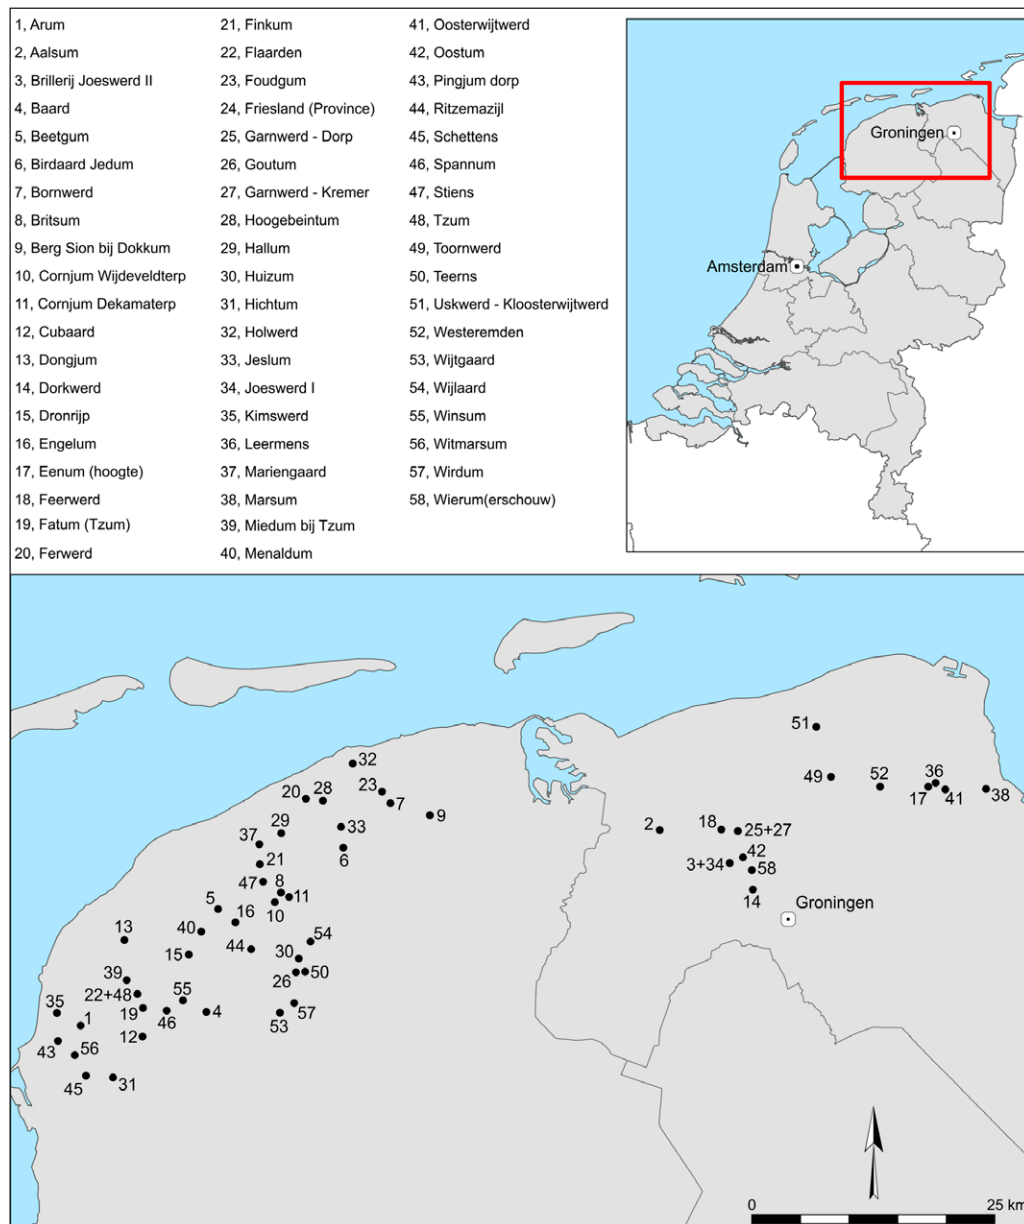 1, Arum
2, Aalsum
3, Brillerij Joeswerd II
4, Baard
5, Beetgum
6, Birdaard Jedum
7, Bornwerd
8, Britsum
9, Berg Sion bij Dokkum
10, Cornjum Wijdeveldterp
11, Cornjum Dekamaterp
12, Cubaard
13, Dongjum
14, Dorkwerd
15, Dronrijp
16, Engelum
17, Eenum (hoogte)
18, Feerwerd
19, Fatum (Tzum)
20, Ferwerd
21, Finkum
22, Flaarden
23, Foudgum
24, Friesland (Province)
25, Garnwerd - Dorp
26, Goutum
27, Garnwerd - Kremer
28, Hoogebeintum
29, Hallum
30, Huizum
31, Hichtum
32, Holwerd
33, Jeslum
34, Joeswerd I
35, Kimswerd
36, Leermens
37, Mariengaard
38, Marsum
39, Miedum bij Tzum
40, Menaldum
41, Oosterwijtwerd
42, Oostum
43, Pingjum dorp
44, Ritzemazijl
45, Schettens
46, Spannum
47, Stiens
48, Tzum
49, Toornwerd
50, Teerns
51, Uskwerd - Kloosterwijtwerd
52, Westeremden
53, Wijtgaard
54, Wijlaard
55, Winsum
56, Witmarsum
57, Wirdum
58, Wierum(erschouw)
Groningen
Amsterdam
51
32
49
52
36
20
28
23
7
17
41
38
9
29
33
2
18
25+27
37
6
42
21
3+34
58
47
8
11
14
5
10
16
Groningen
13
40
54
15
44
30
39
26
50
22+48
55
35
19
46
4
57
1
53
12
43
56
45
31
0
25 km